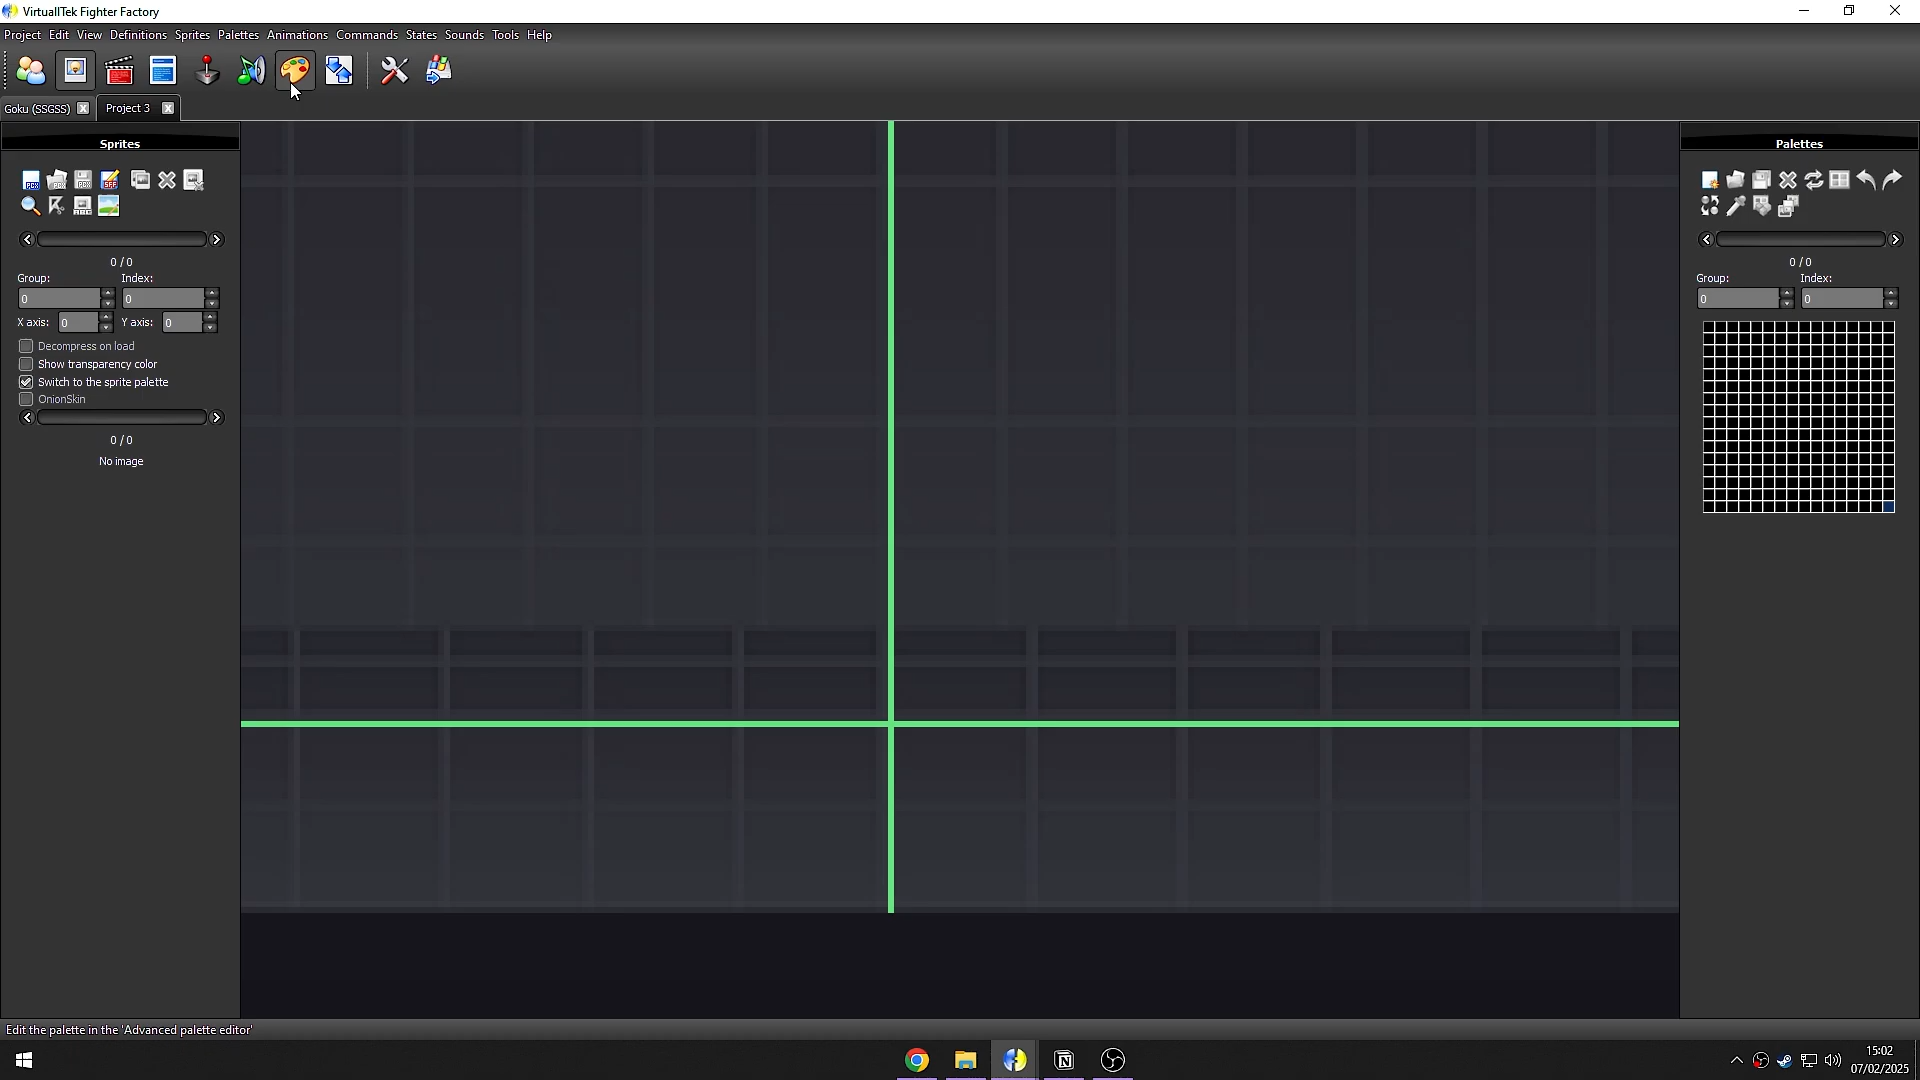 VirtuallTek Fighter Factory
Project Edit View Definitions Sprites Palettes Animations Commands States Sounds Tools Help
Goku (SSGSS) Project 3
Sprites
Palettes
0 / 0
0 / 0
Group: Index:
Group: Index:
0 0
0 0
X axis: 0 Y axis: 0
Decompress on load
Show transparency color
Switch to the sprite palette
OnionSkin
0 / 0
No image
Edit the palette in the 'Advanced palette editor'
15:02
07/02/2025